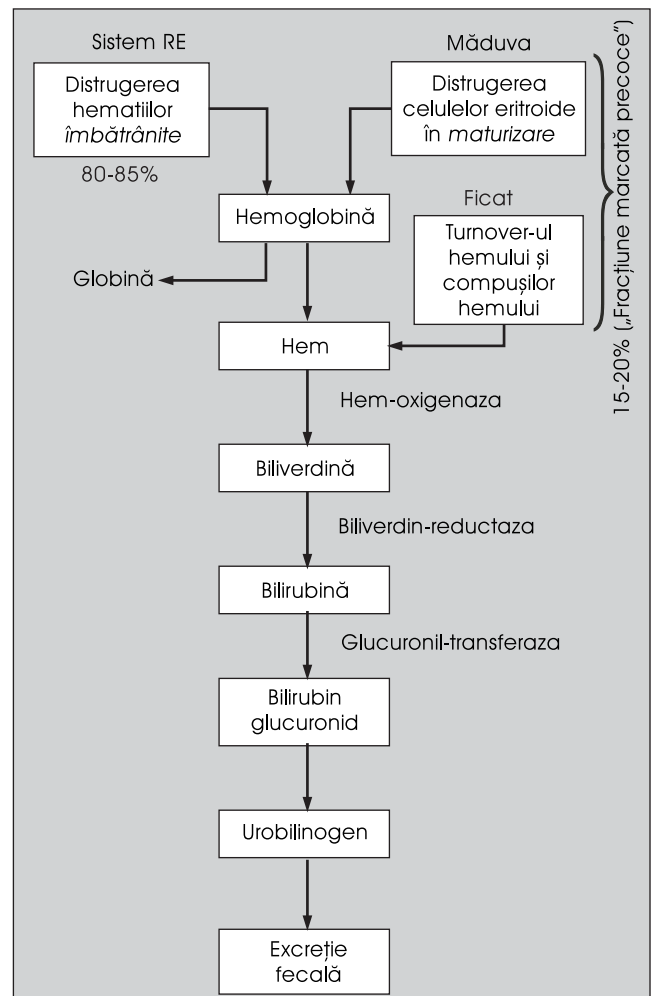 Sistem RE
Distrugerea
hematiilor
îmbătrânite
80-85%
Măduva
Distrugerea
celulelor eritroide
în maturizare
Ficat
Turnover-ul
hemului și
compușilor
hemului
15-20% („Fracțiune marcată precoce”)
Hemoglobină
Globină
Hem
Hem-oxigenaza
Biliverdină
Biliverdin-reductaza
Bilirubină
Glucuronil-transferaza
Bilirubin
glucuronid
Urobilinogen
Excreție
fecală